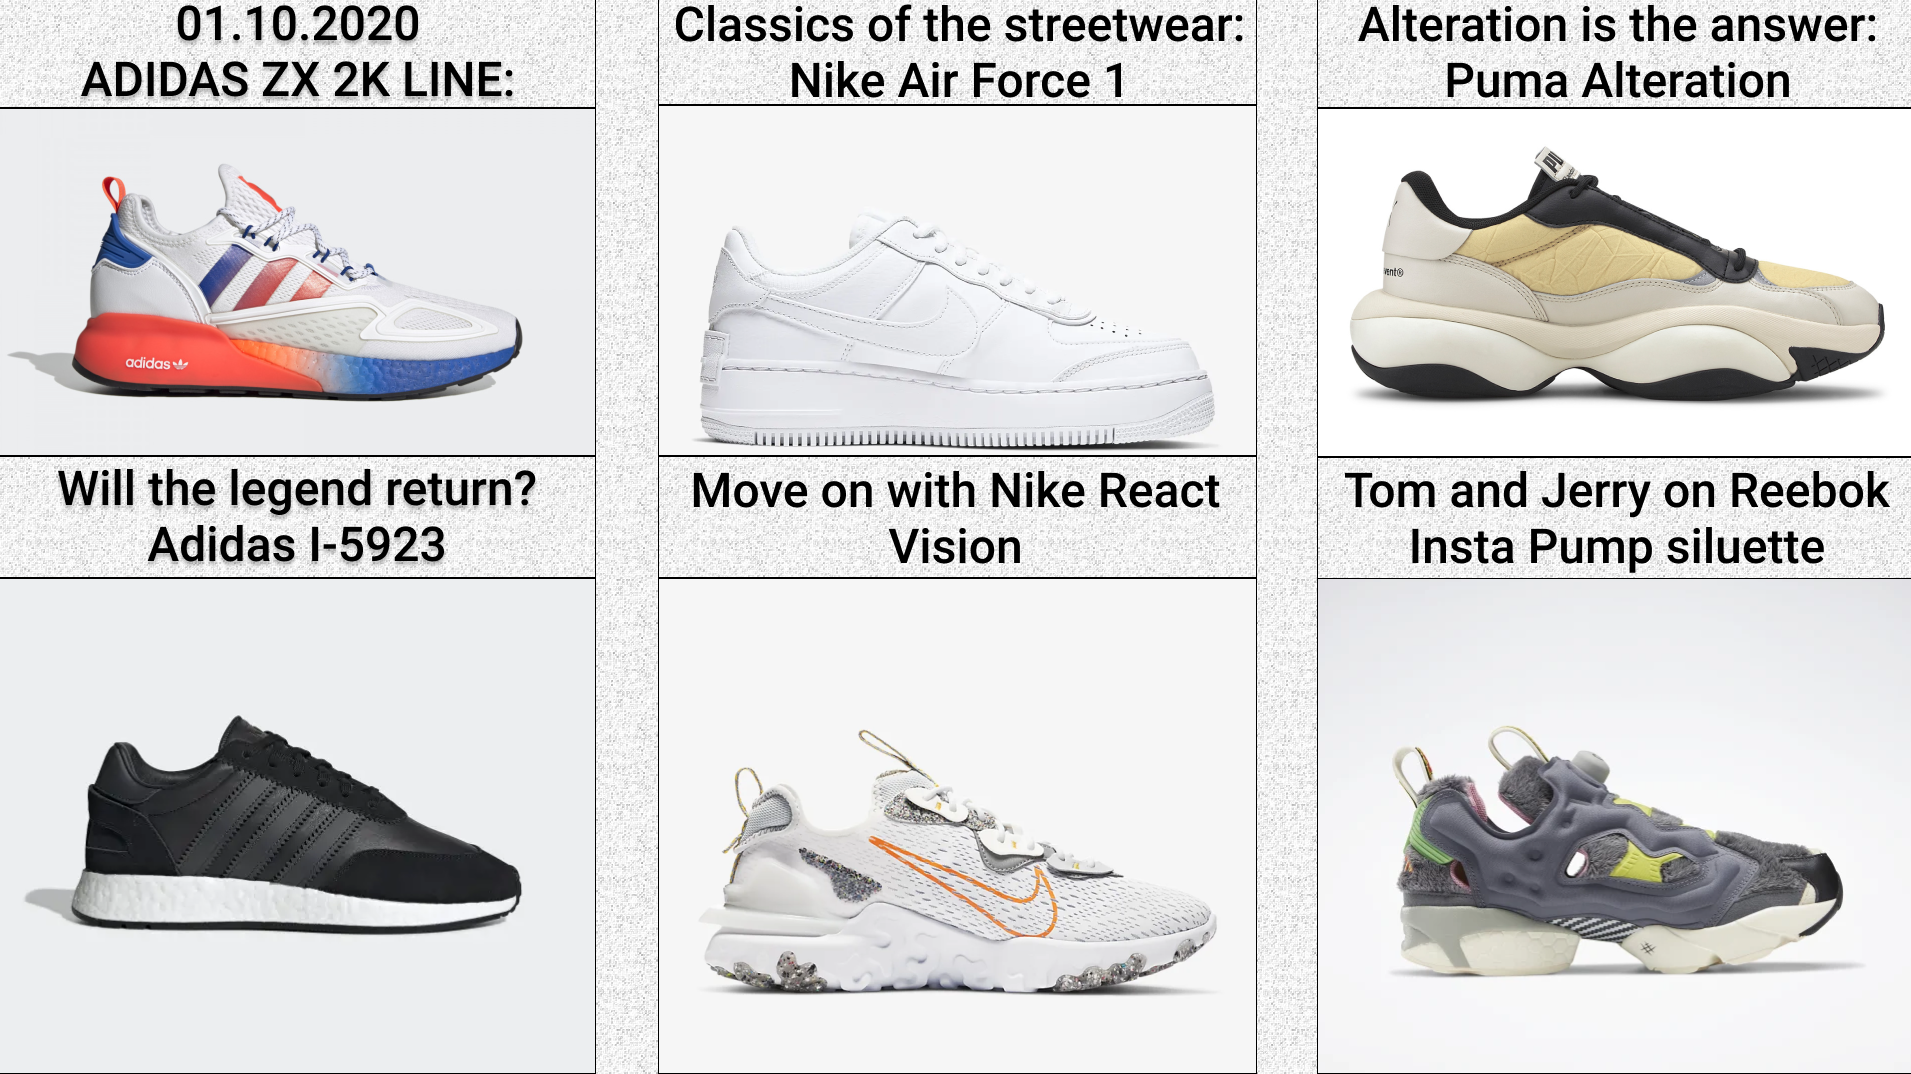 01.10.2020
ADIDAS ZX 2K LINE:
adidas
Classics of the streetwear:
Nike Air Force 1
Alteration is the answer:
Puma Alteration
PU
vent®
Will the legend return?
Adidas I-5923
Move on with Nike React
Vision
Tom and Jerry on Reebok
Insta Pump siluette